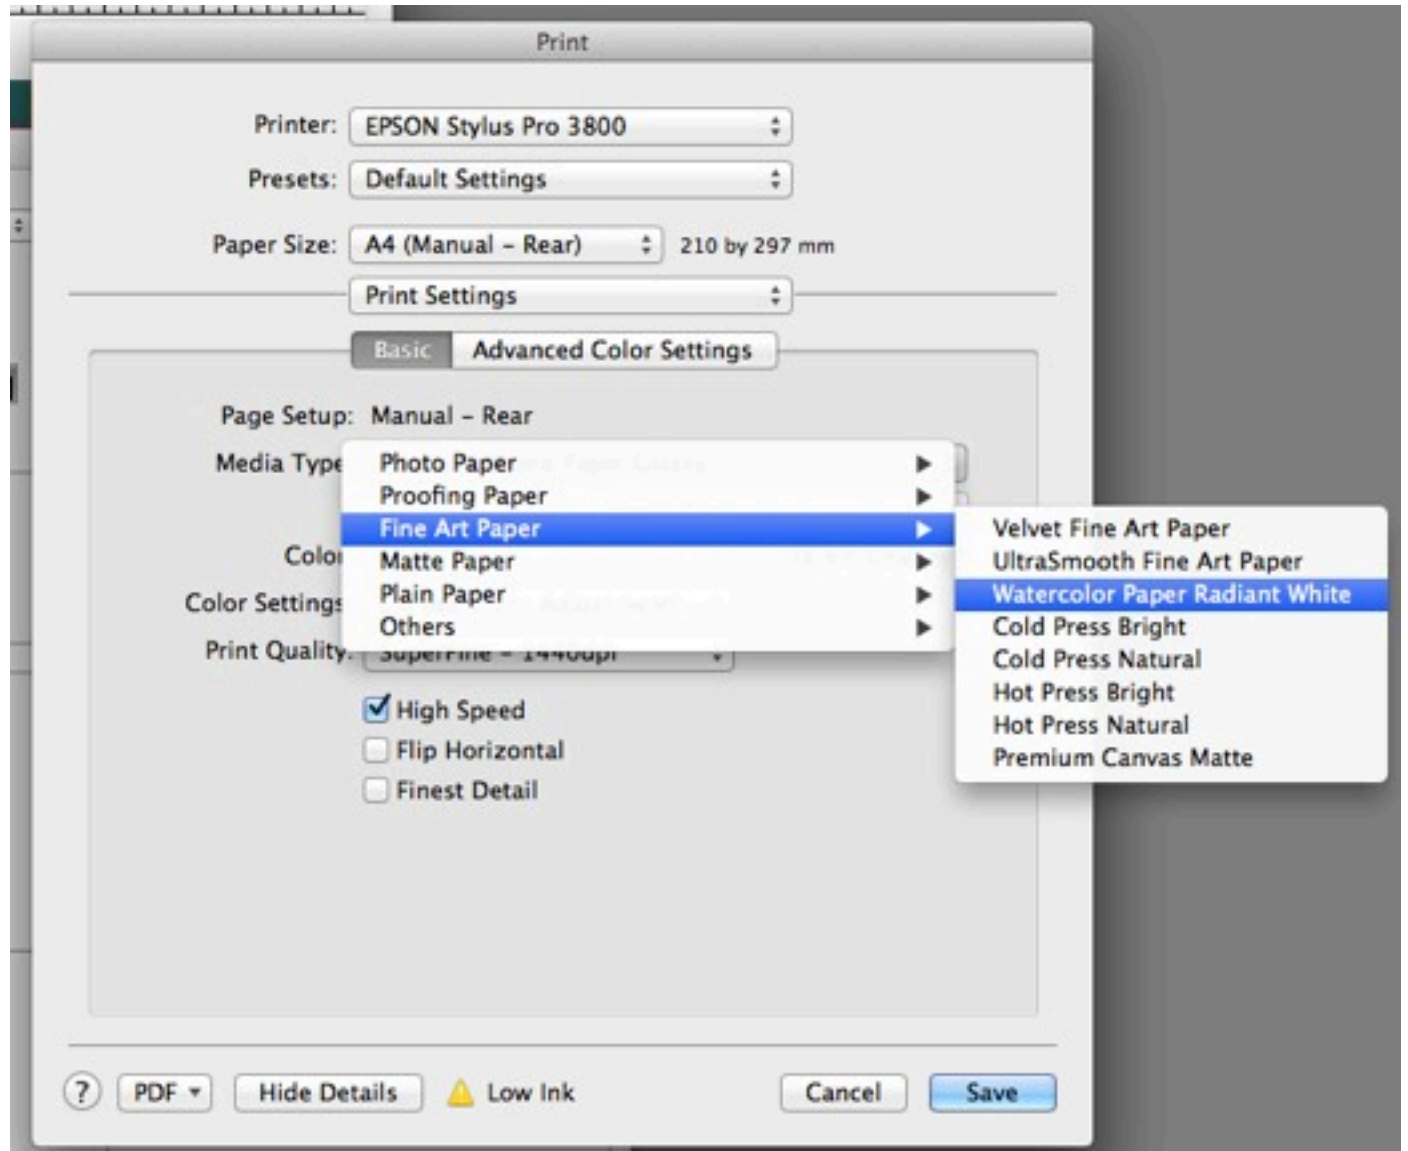 Print
Printer: EPSON Stylus Pro 3800
Presets: Default Settings
Paper Size: A4 (Manual – Rear) 210 by 297 mm
Print Settings
Basic Advanced Color Settings
Page Setup: Manual – Rear
Media Type Photo Paper
Proofing Paper
Fine Art Paper Velvet Fine Art Paper
Color Matte Paper UltraSmooth Fine Art Paper
Color Settings Plain Paper Watercolor Paper Radiant White
Others Cold Press Bright
Print Quality: SuperFine – 1440dpi Cold Press Natural
Hot Press Bright
High Speed Hot Press Natural
Flip Horizontal Premium Canvas Matte
Finest Detail
? PDF Hide Details Low Ink Cancel Save